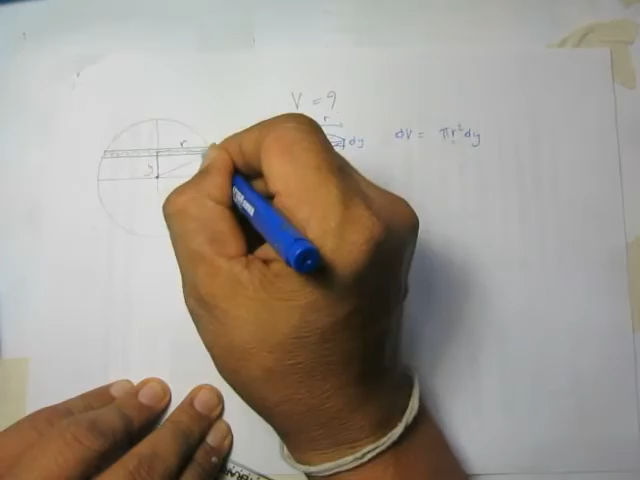 V = ?
r
dy
dV = πr²dy
r
y